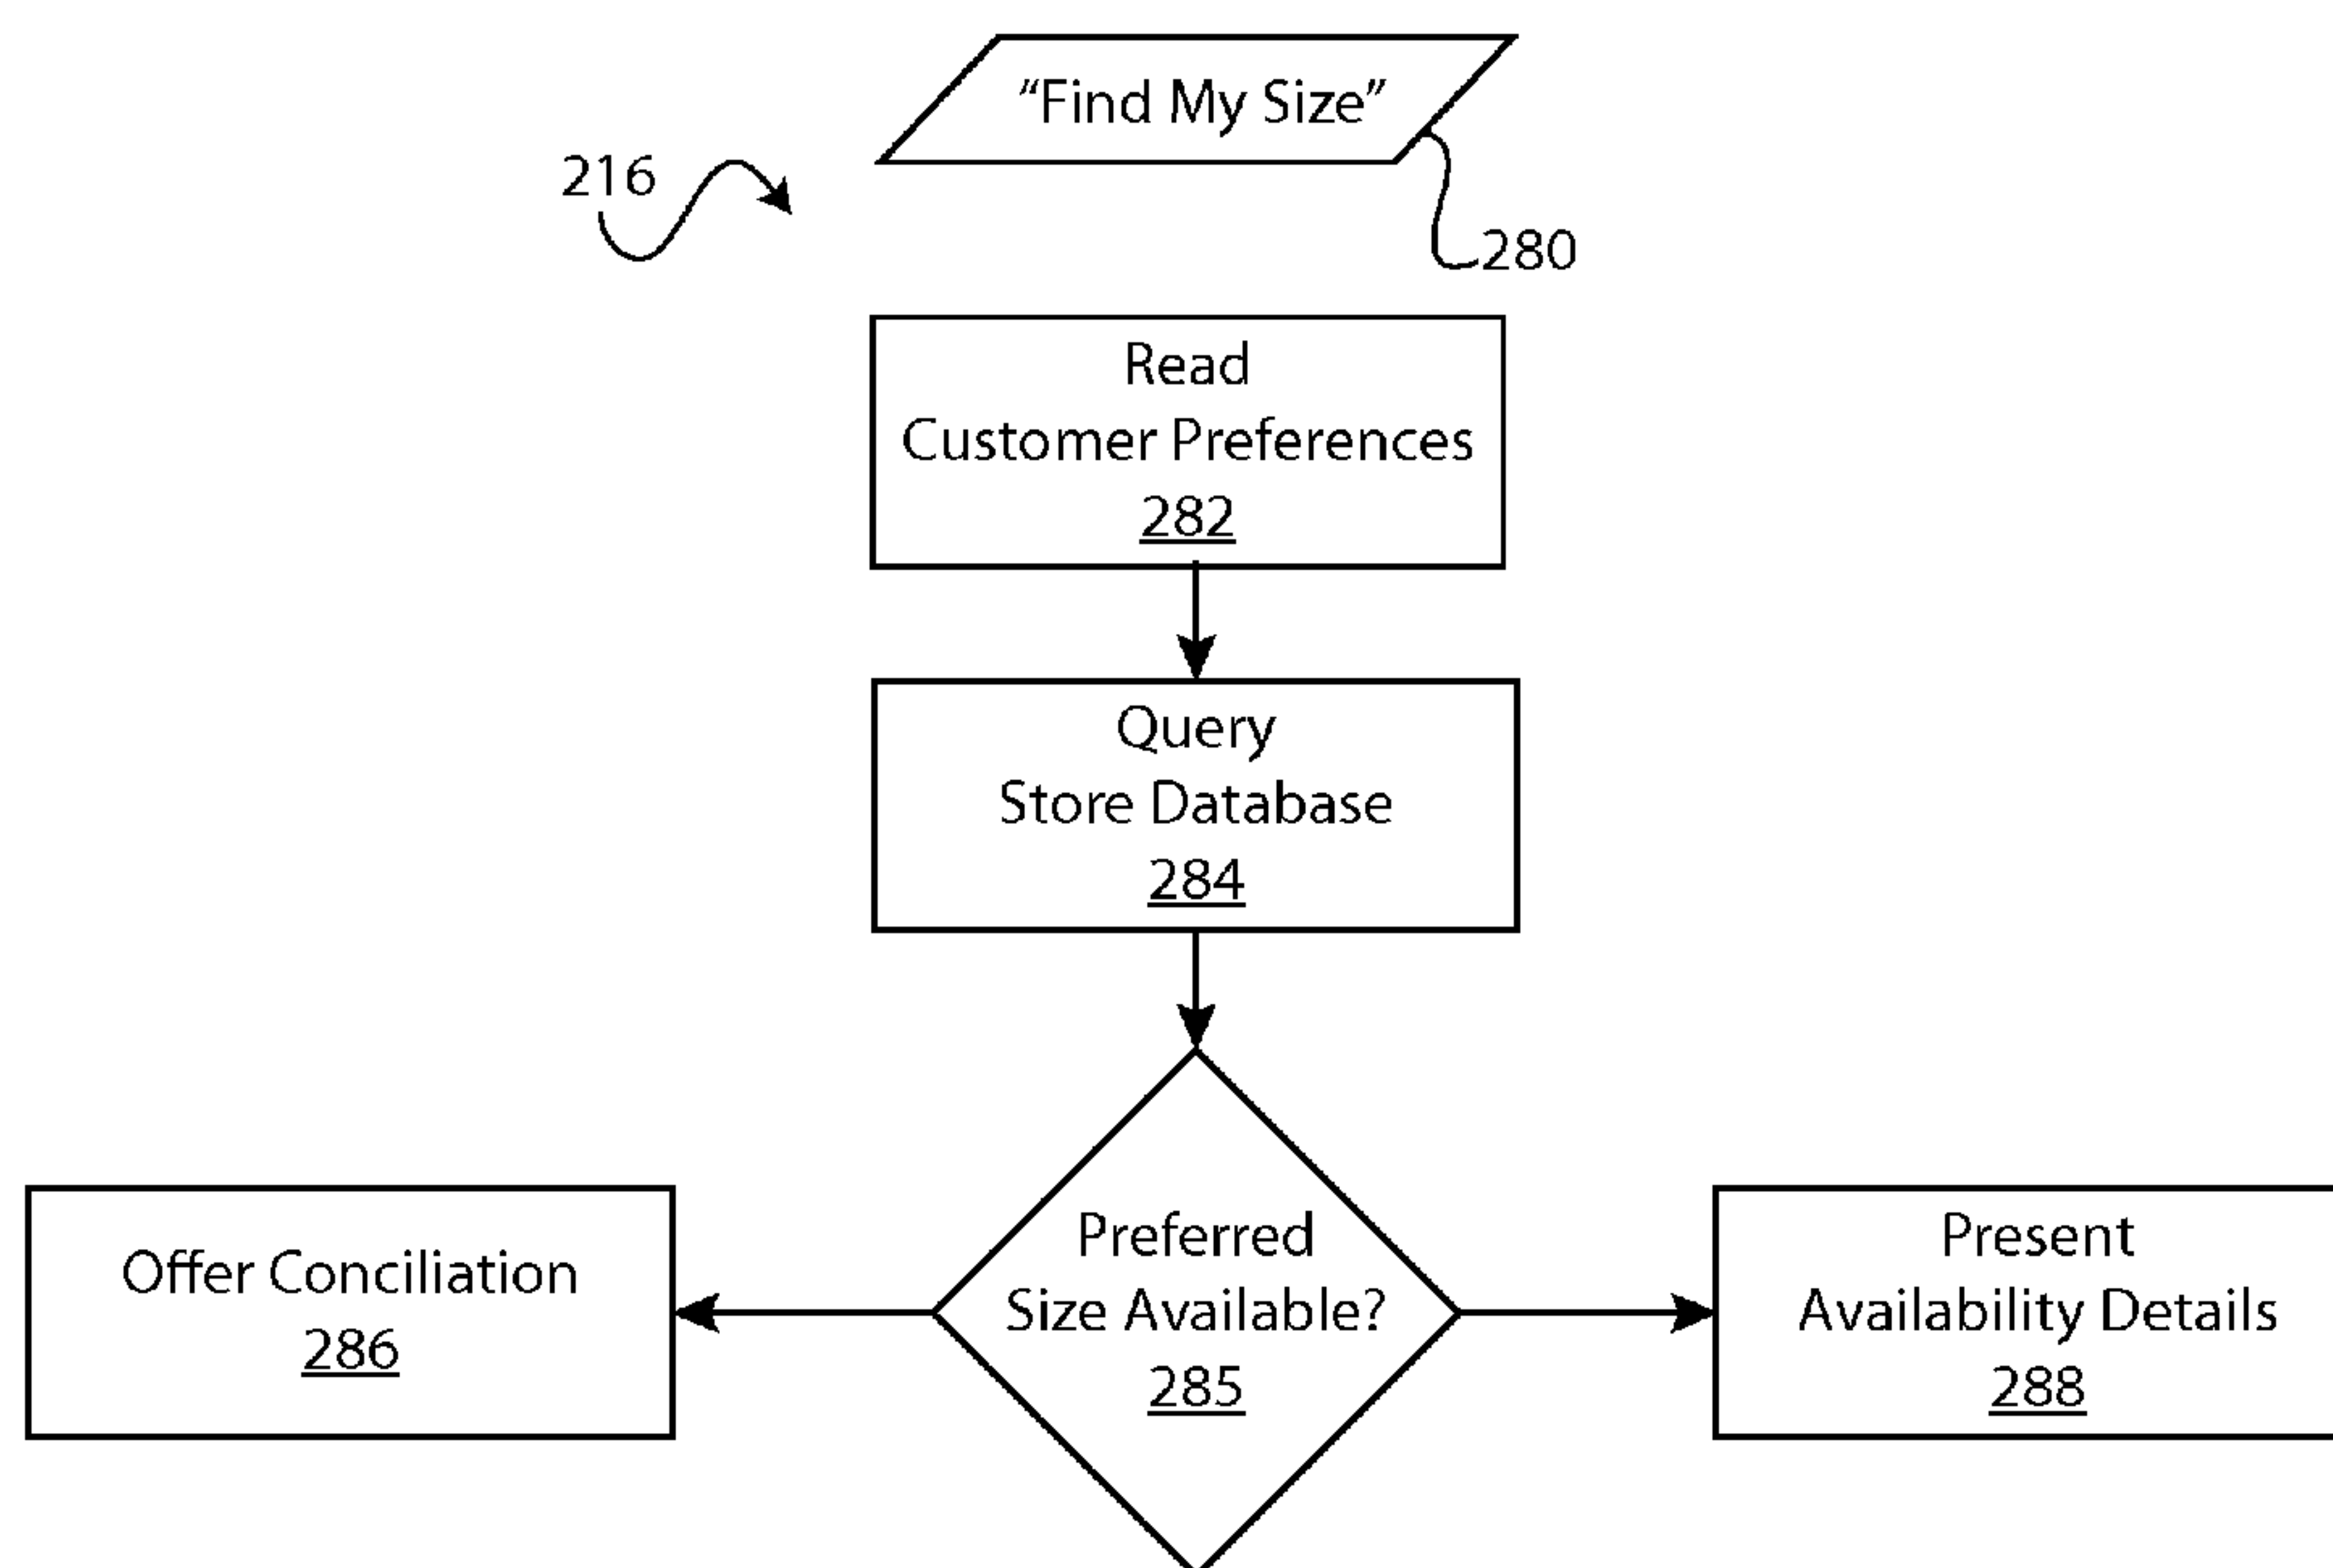 “Find My Size”
216
280
Read
Customer Preferences
282
Query
Store Database
284
Preferred
Size Available?
285
Offer Conciliation
286
Present
Availability Details
288